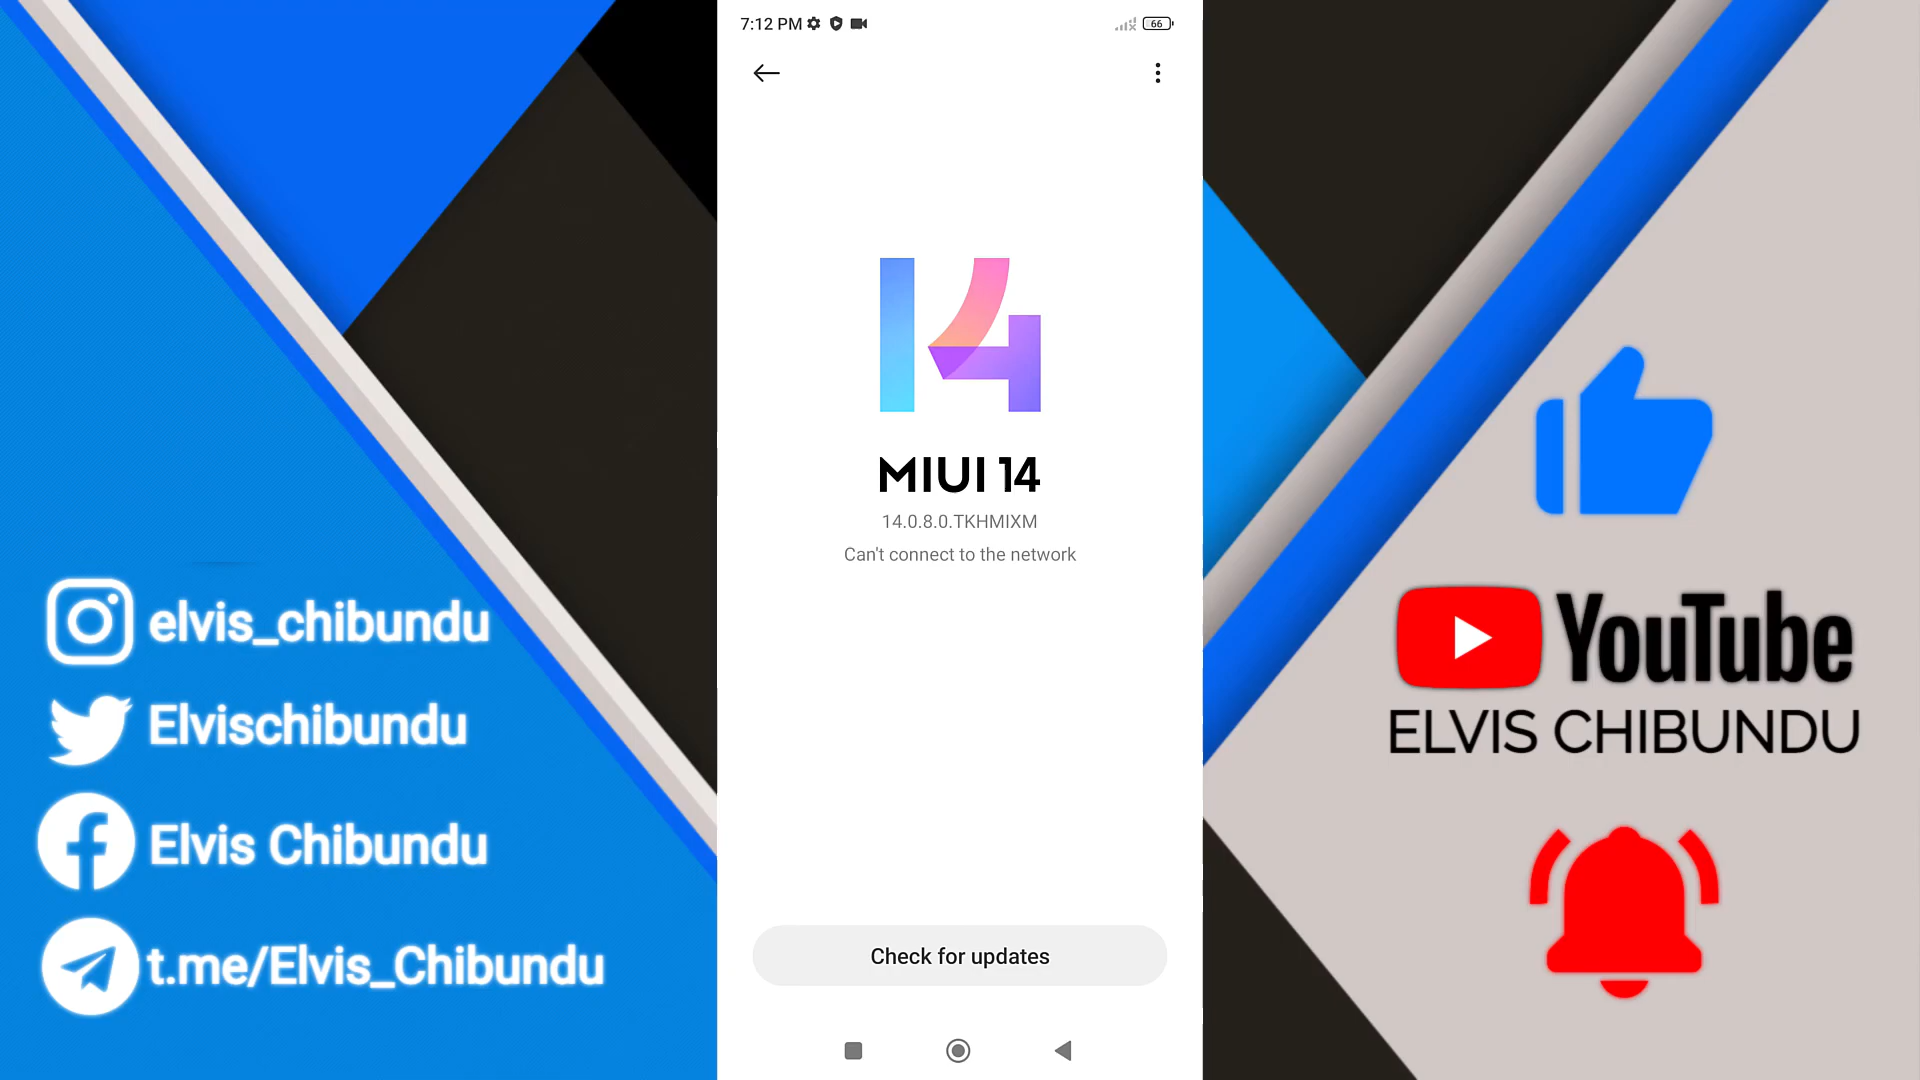 7:12 PM
66
14
MIUI 14
14.0.8.0.TKHMIXM
Can't connect to the network
Check for updates
elvis_chibundu
Elvischibundu
Elvis Chibundu
t.me/Elvis_Chibundu
YouTube
ELVIS CHIBUNDU